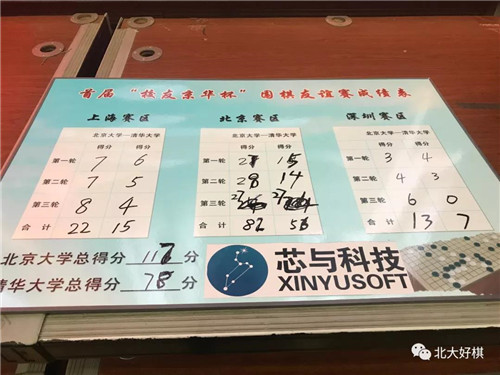 首届“校友京华杯”围棋友谊赛成绩表
上海赛区 北京赛区 深圳赛区
北京大学—清华大学 北京大学—清华大学 北京大学—清华大学
得分 得分 得分 得分 得分 得分
第一轮 7 6 第一轮 15 第一轮 3 4
第二轮 7 5 第二轮 14 第二轮 4 3
第三轮 8 4 第三轮 27 第三轮 6 0
合计 22 15 合计 82 56 合计 13 7
北京大学总得分 117 分
清华大学总得分 78 分
芯与科技
XINYUSOFT
北大好棋